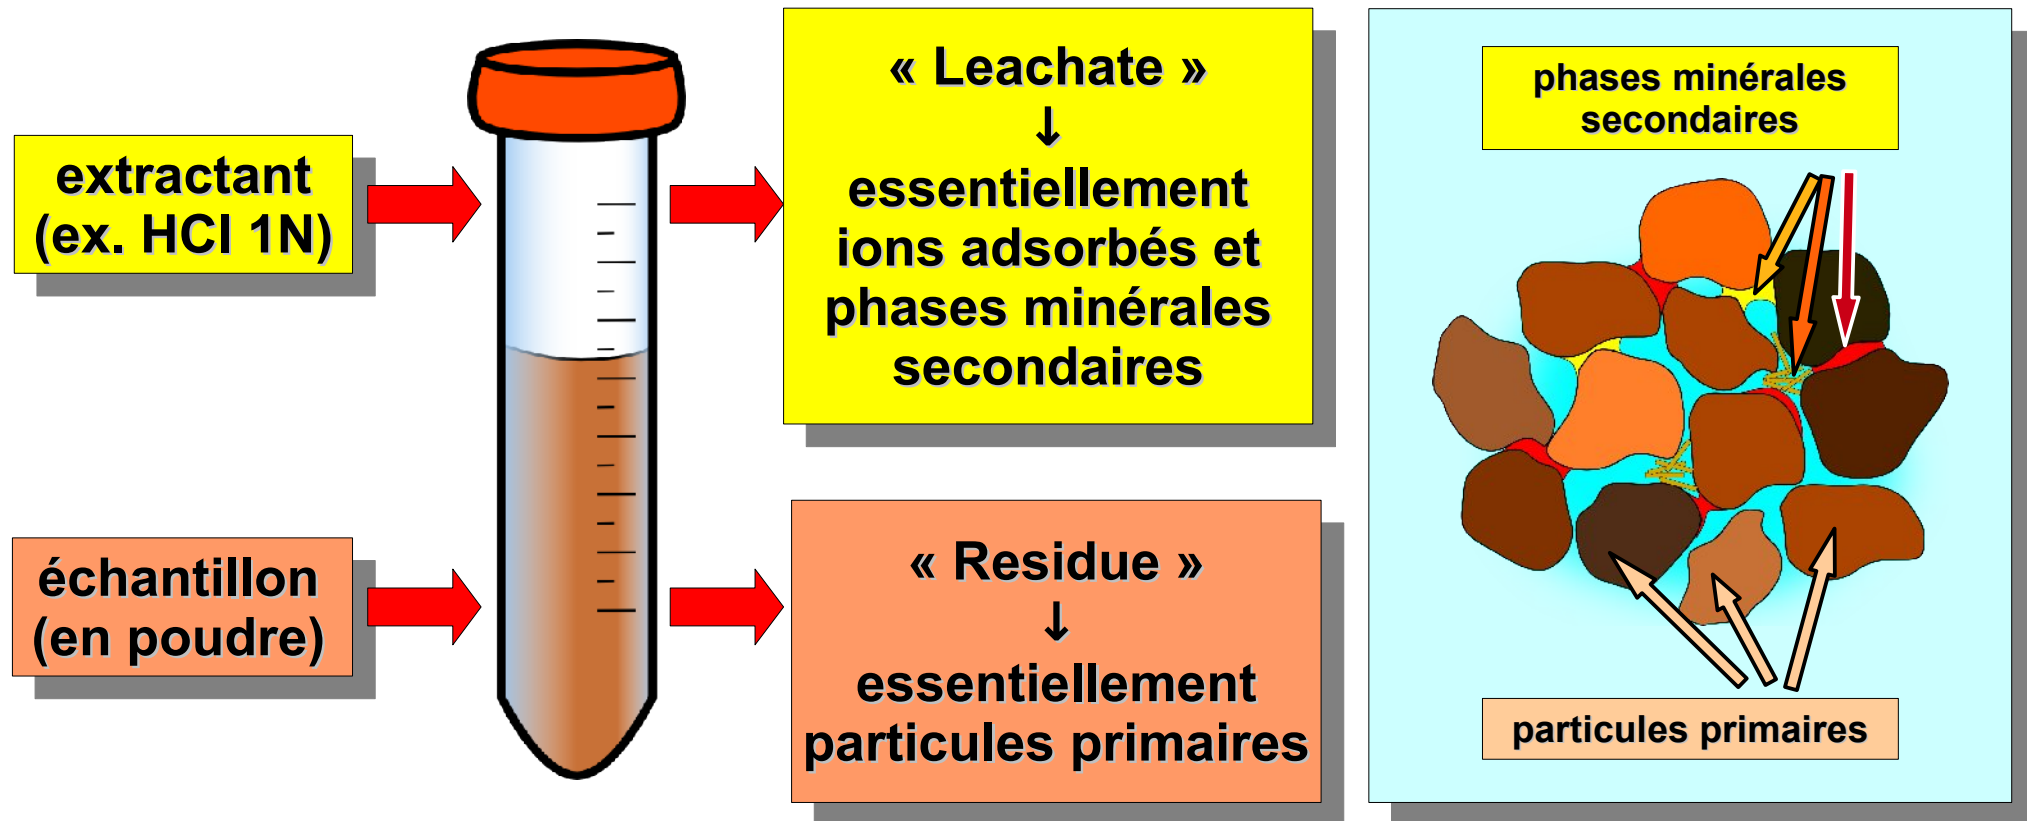 extractant
(ex. HCl 1N)
échantillon
(en poudre)
« Leachate »
↓
essentiellement
ions adsorbés et
phases minérales
secondaires
« Residue »
↓
essentiellement
particules primaires
phases minérales
secondaires
particules primaires